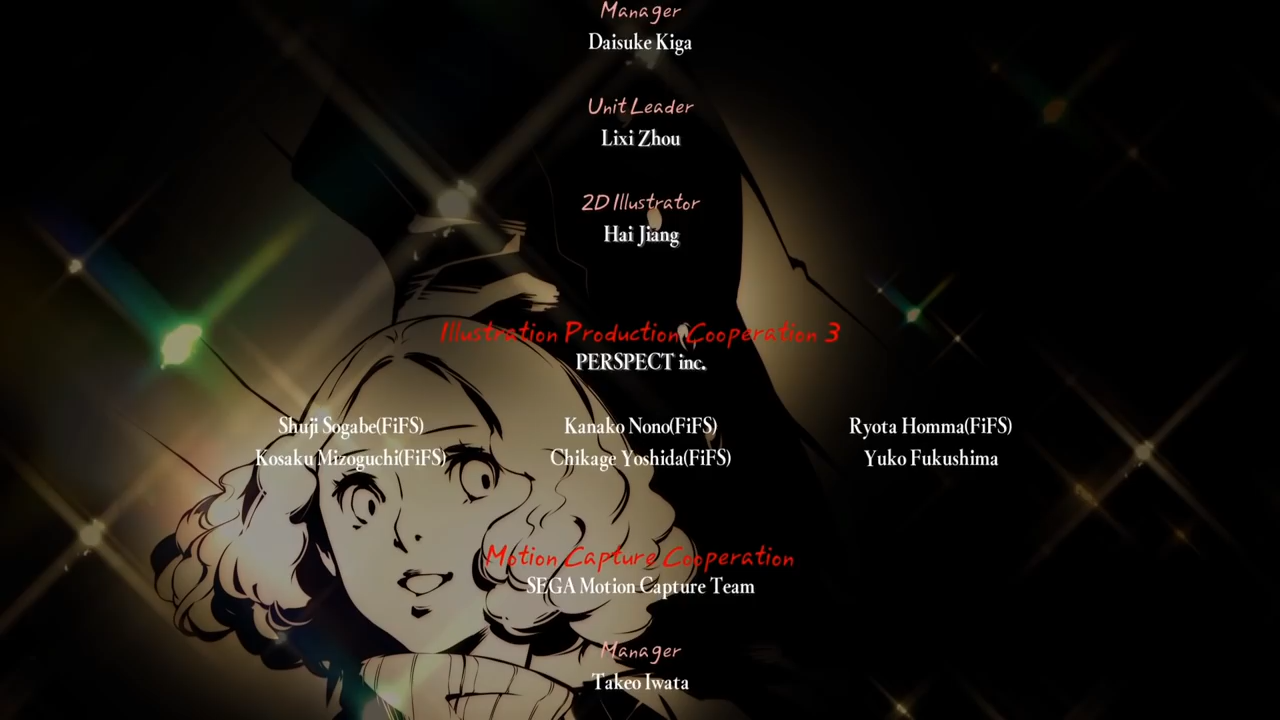 Manager
Daisuke Kiga
Unit Leader
Lixi Zhou
2D Illustrator
Hai Jiang
Illustration Production Cooperation 3
PERSPECT inc.
Shuji Sogabe(FiFS) Kanako Nono(FiFS) Ryota Homma(FiFS)
Kosaku Mizoguchi(FiFS) Chikage Yoshida(FiFS) Yuko Fukushima
Motion Capture Cooperation
SEGA Motion Capture Team
Manager
Takeo Iwata